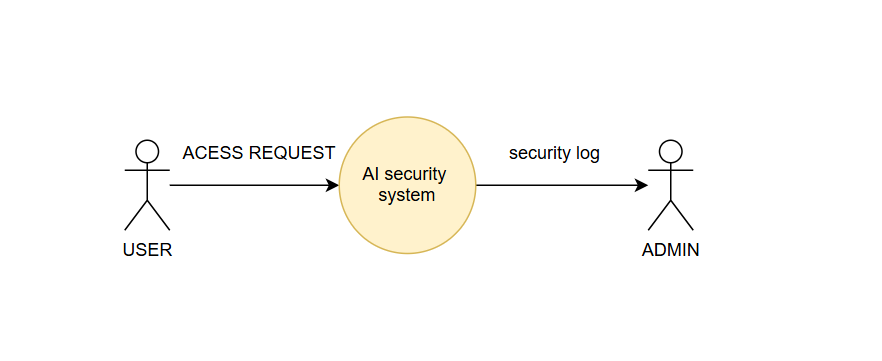 ACESS REQUEST
security log
AI security
system
USER
ADMIN